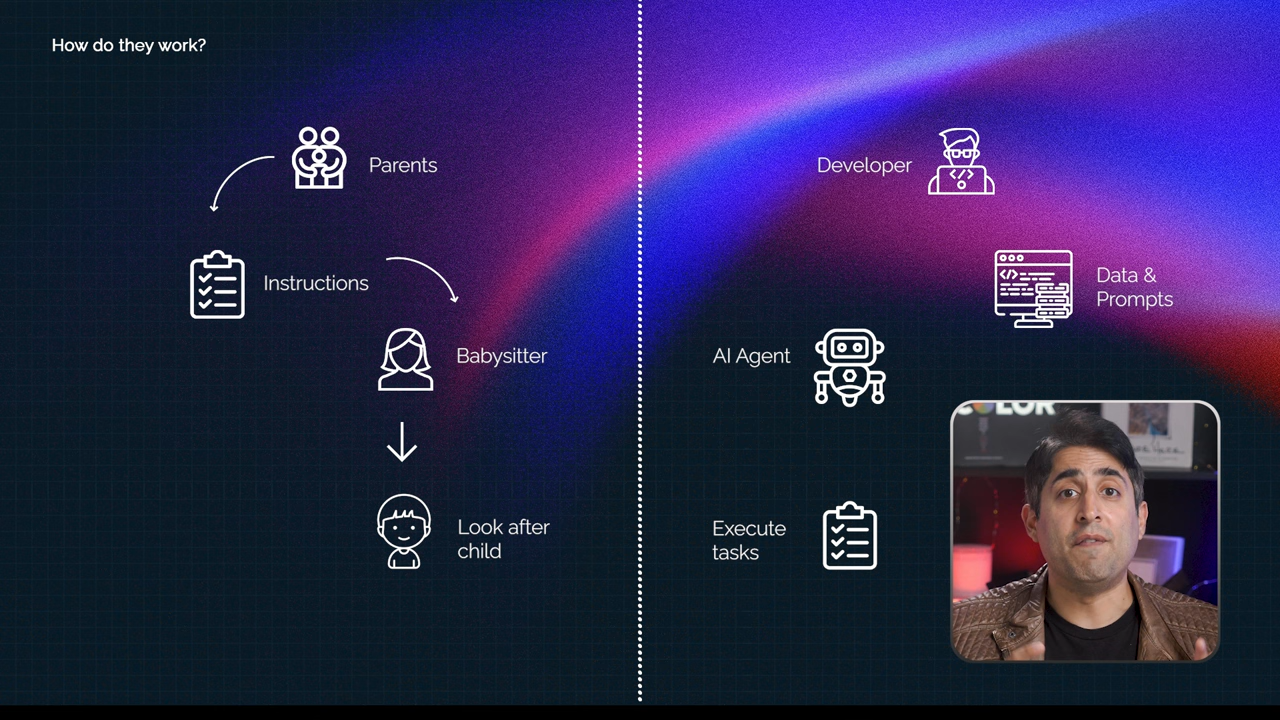 How do they work?
Parents
Instructions
Babysitter
Look after
child
Developer
Data &
Prompts
AI Agent
Execute
tasks